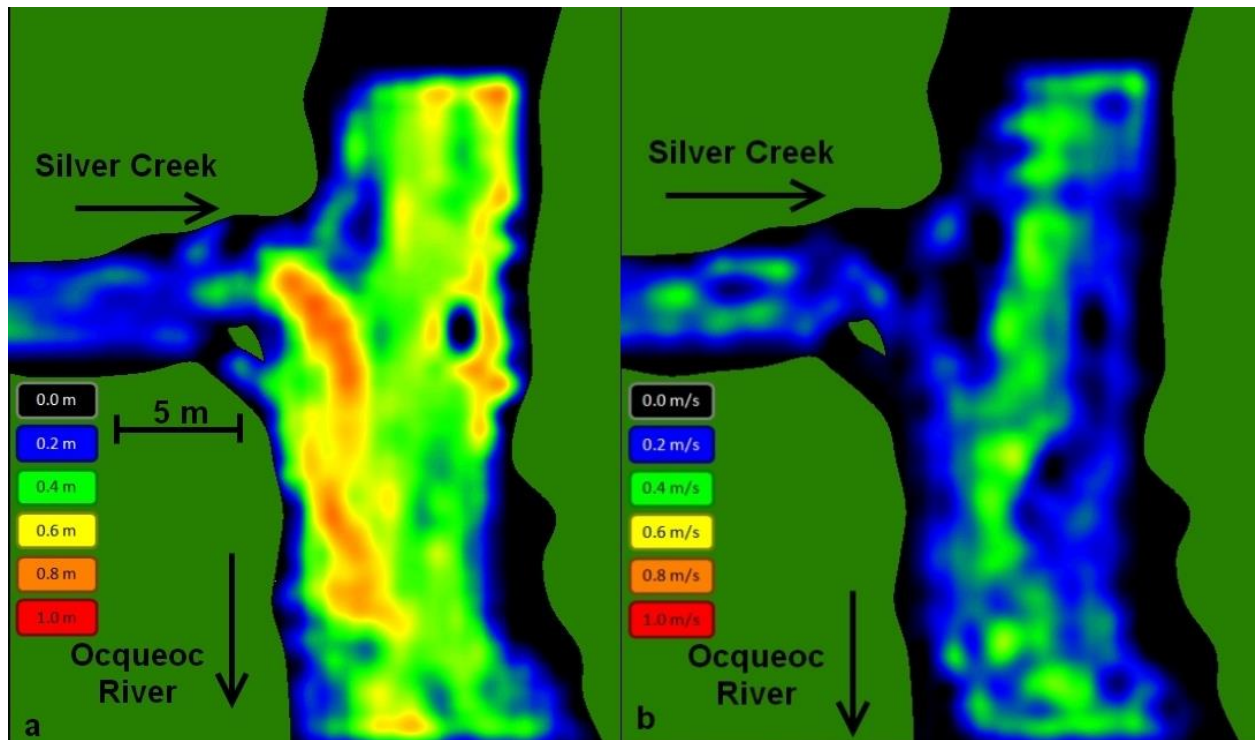 Silver Creek
0.0 m
5 m
0.2 m
0.4 m
0.6 m
0.8 m
1.0 m
Ocqueoc
River
a
Silver Creek
0.0 m/s
0.2 m/s
0.4 m/s
0.6 m/s
0.8 m/s
1.0 m/s
Ocqueoc
River
b